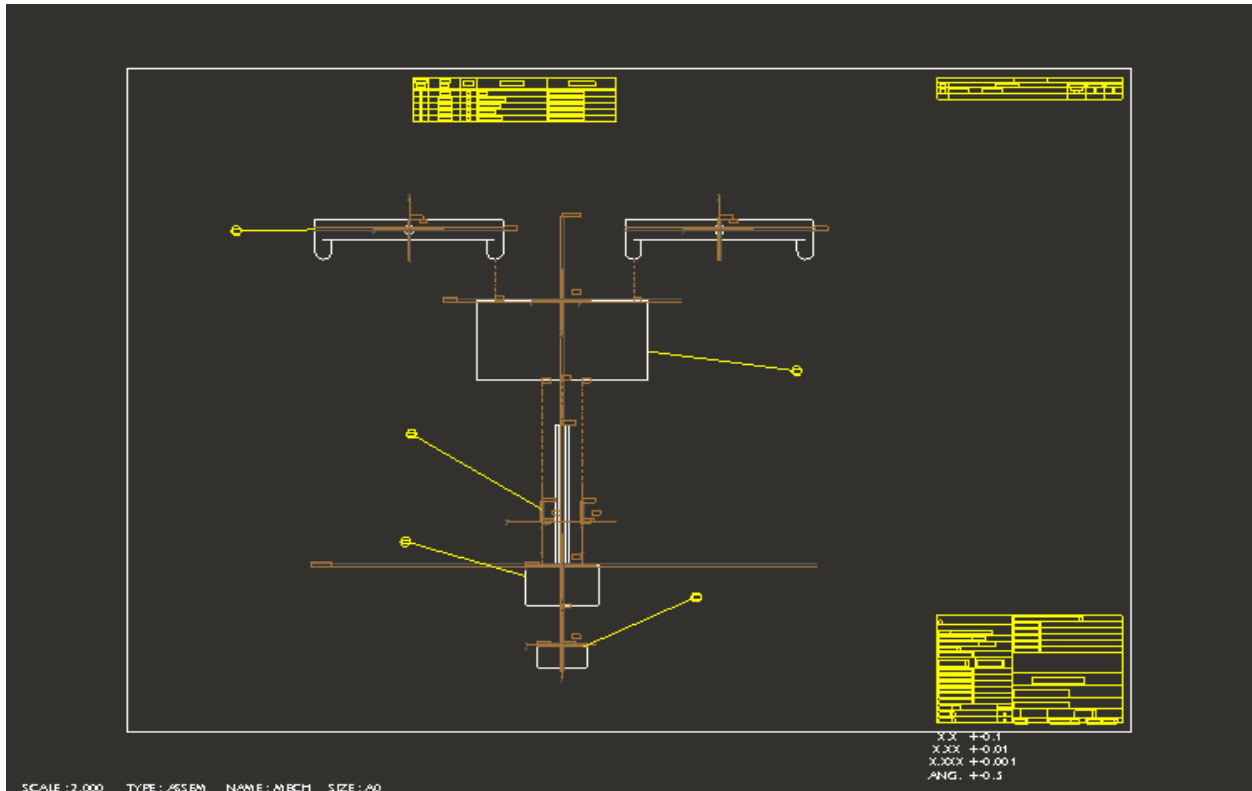 X.X +-0.1
X.XX +-0.01
X.XXX +-0.001
ANG. +-0.5
SCALE : 2.000 TYPE : ASSEM NAME : MECH SIZE : A0